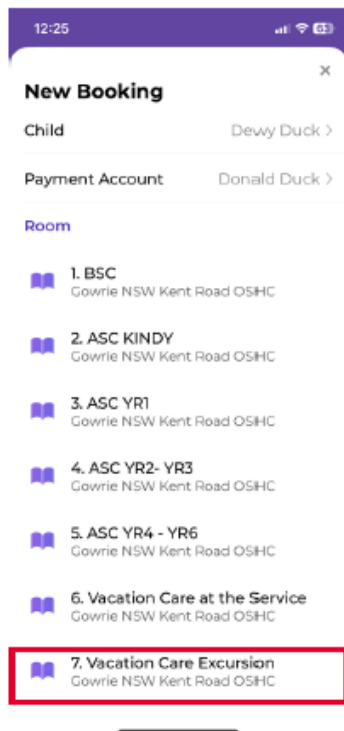 12:25
New Booking
Child Dewy Duck >
Payment Account Donald Duck >
Room
1. BSC
Gowrie NSW Kent Road OSHC
2. ASC KINDY
Gowrie NSW Kent Road OSHC
3. ASC YR1
Gowrie NSW Kent Road OSHC
4. ASC YR2- YR3
Gowrie NSW Kent Road OSHC
5. ASC YR4 - YR6
Gowrie NSW Kent Road OSHC
6. Vacation Care at the Service
Gowrie NSW Kent Road OSHC
7. Vacation Care Excursion
Gowrie NSW Kent Road OSHC